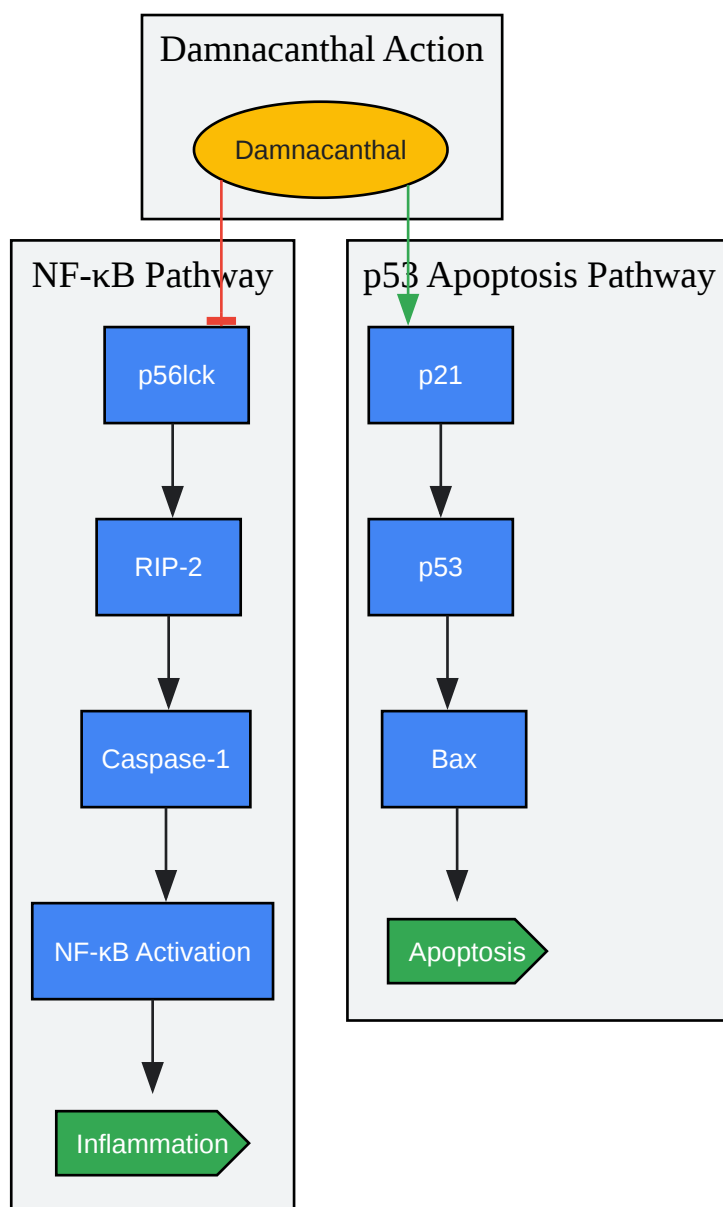 Damnacanthal Action
Damnacanthal
NF-κB Pathway
p56lck
RIP-2
Caspase-1
NF-κB Activation
Inflammation
p53 Apoptosis Pathway
p21
p53
Bax
Apoptosis